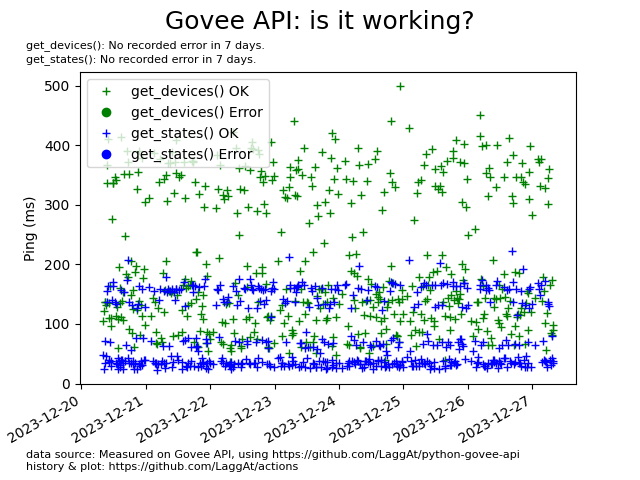 Govee API: is it working?
get_devices(): No recorded error in 7 days.
get_states(): No recorded error in 7 days.
get_devices() OK
get_devices() Error
get_states() OK
get_states() Error
Ping (ms)
500
400
300
200
100
0
2023-12-20
2023-12-21
2023-12-22
2023-12-23
2023-12-24
2023-12-25
2023-12-26
2023-12-27
data source: Measured on Govee API, using https://github.com/LaggAt/python-govee-api
history & plot: https://github.com/LaggAt/actions